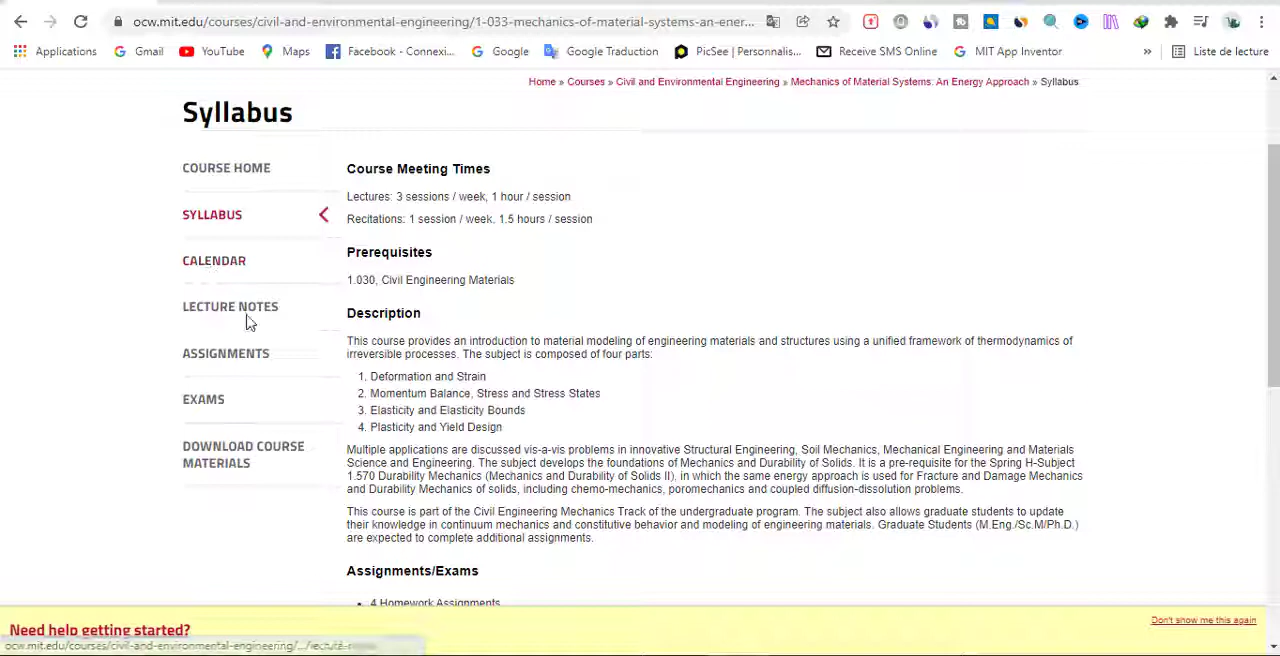 ocw.mit.edu/courses/civil-and-environmental-engineering/1-033-mechanics-of-material-systems-an-ener...
Applications Gmail YouTube Maps Facebook - Connexi... Google Google Traduction PicSee | Personnalis... Receive SMS Online MIT App Inventor » Liste de lecture
Home » Courses » Civil and Environmental Engineering » Mechanics of Material Systems: An Energy Approach » Syllabus
Syllabus
COURSE HOME
SYLLABUS
CALENDAR
LECTURE NOTES
ASSIGNMENTS
EXAMS
DOWNLOAD COURSE
MATERIALS
Course Meeting Times
Lectures: 3 sessions / week, 1 hour / session
Recitations: 1 session / week, 1.5 hours / session
Prerequisites
1.030, Civil Engineering Materials
Description
This course provides an introduction to material modeling of engineering materials and structures using a unified framework of thermodynamics of
irreversible processes. The subject is composed of four parts:
1. Deformation and Strain
2. Momentum Balance, Stress and Stress States
3. Elasticity and Elasticity Bounds
4. Plasticity and Yield Design
Multiple applications are discussed vis-a-vis problems in innovative Structural Engineering, Soil Mechanics, Mechanical Engineering and Materials
Science and Engineering. The subject develops the foundations of Mechanics and Durability of Solids. It is a pre-requisite for the Spring H-Subject
1.570 Durability Mechanics (Mechanics and Durability of Solids II), in which the same energy approach is used for Fracture and Damage Mechanics
and Durability Mechanics of solids, including chemo-mechanics, poromechanics and coupled diffusion-dissolution problems.
This course is part of the Civil Engineering Mechanics Track of the undergraduate program. The subject also allows graduate students to update
their knowledge in continuum mechanics and constitutive behavior and modeling of engineering materials. Graduate Students (M.Eng./Sc.M/Ph.D.)
are expected to complete additional assignments.
Assignments/Exams
• 4 Homework Assignments
Need help getting started?
Don't show me this again
ocw.mit.edu/courses/civil-and-environmental-engineering/.../lecture-notes